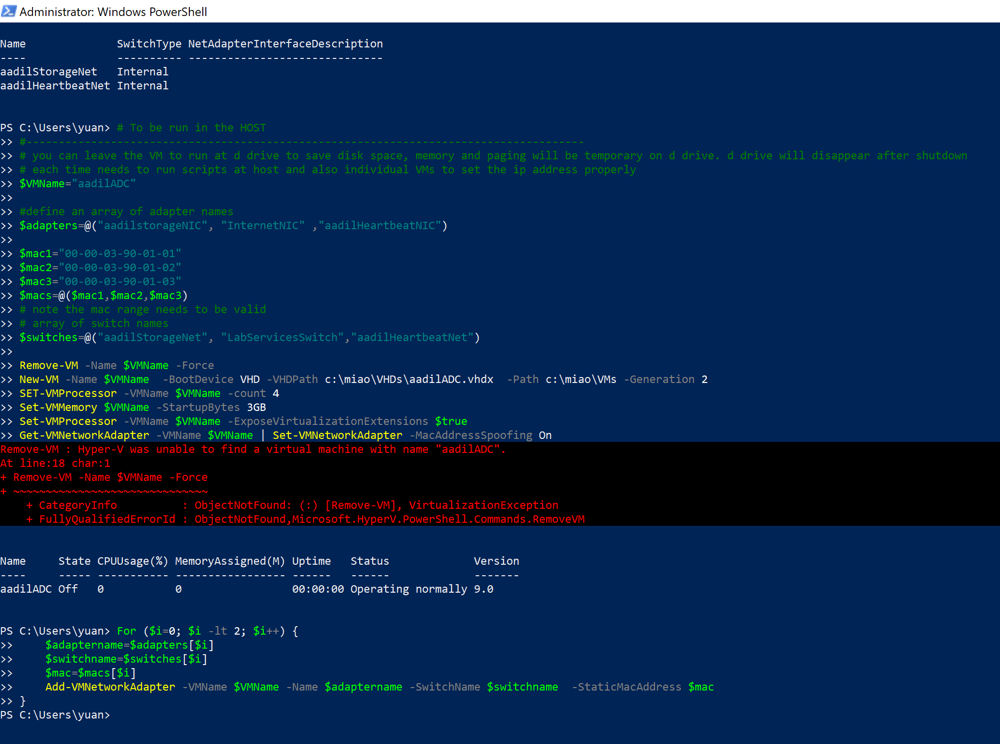 Administrator: Windows PowerShell
Name              SwitchType NetAdapterInterfaceDescription
----              ---------- ------------------------------
aadilStorageNet   Internal
aadilHeartbeatNet Internal
PS C:\Users\yuan> # To be run in the HOST
>> #--------------------------------------------------------------------------------------
>> # you can leave the VM to run at d drive to save disk space, memory and paging will be temporary on d drive. d drive will disappear after shutdown
>> # each time needs to run scripts at host and also individual VMs to set the ip address properly
>> $VMName="aadilADC"
>>
>> #define an array of adapter names
>> $adapters=@("aadilstorageNIC", "InternetNIC" ,"aadilHeartbeatNIC")
>>
>> $mac1="00-00-03-90-01-01"
>> $mac2="00-00-03-90-01-02"
>> $mac3="00-00-03-90-01-03"
>> $macs=@($mac1,$mac2,$mac3)
>> # note the mac range needs to be valid
>> # array of switch names
>> $switches=@("aadilStorageNet", "LabServicesSwitch","aadilHeartbeatNet")
>>
>> Remove-VM -Name $VMName -Force
>> New-VM -Name $VMName  -BootDevice VHD -VHDPath c:\miao\VHDs\aadilADC.vhdx  -Path c:\miao\VMs -Generation 2
>> SET-VMProcessor -VMName $VMName -count 4
>> Set-VMMemory $VMName -StartupBytes 3GB
>> Set-VMProcessor -VMName $VMName -ExposeVirtualizationExtensions $true
>> Get-VMNetworkAdapter -VMName $VMName | Set-VMNetworkAdapter -MacAddressSpoofing On
Remove-VM : Hyper-V was unable to find a virtual machine with name "aadilADC".
At line:18 char:1
+ Remove-VM -Name $VMName -Force
+ ~~~~~~~~~~~~~~~~~~~~~~~~~~~~~~
    + CategoryInfo          : ObjectNotFound: (:) [Remove-VM], VirtualizationException
    + FullyQualifiedErrorId : ObjectNotFound,Microsoft.HyperV.PowerShell.Commands.RemoveVM
Name     State CPUUsage(%) MemoryAssigned(M) Uptime   Status             Version
----     ----- ----------- ----------------- ------   ------             -------
aadilADC Off   0           0                 00:00:00 Operating normally 9.0
PS C:\Users\yuan> For ($i=0; $i -lt 2; $i++) {
>>     $adaptername=$adapters[$i]
>>     $switchname=$switches[$i]
>>     $mac=$macs[$i]
>>     Add-VMNetworkAdapter -VMName $VMName -Name $adaptername -SwitchName $switchname  -StaticMacAddress $mac
>> }
PS C:\Users\yuan>